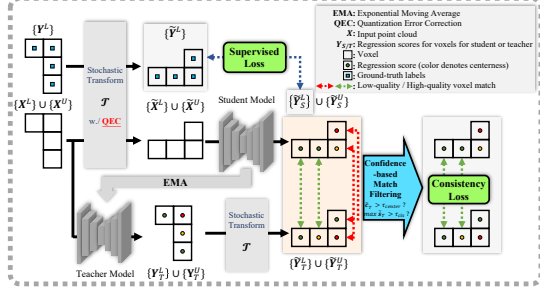 EMA: Exponential Moving Average
QEC: Quantization Error Correction
X: Input point cloud
Y_{S/T}: Regression scores for voxels for student or teacher
: Voxel
: Regression score (color denotes centerness)
: Ground-truth labels
: Low-quality / High-quality voxel match
{Y^L}
{Ỹ^L}
Supervised
Loss
Stochastic
Transform
𝒯
w./ QEC
{X^L} ∪ {X^U}
{X̃^L} ∪ {X̃^U}
Student Model
{Ỹ_S^L} ∪ {Ỹ_S^U}
EMA
Confidence
-based
Match
Filtering
Consistency
Loss
Teacher Model
{Y_T^L} ∪ {Y_T^U}
Stochastic
Transform
𝒯
{Ỹ_T^L} ∪ {Ỹ_T^U}